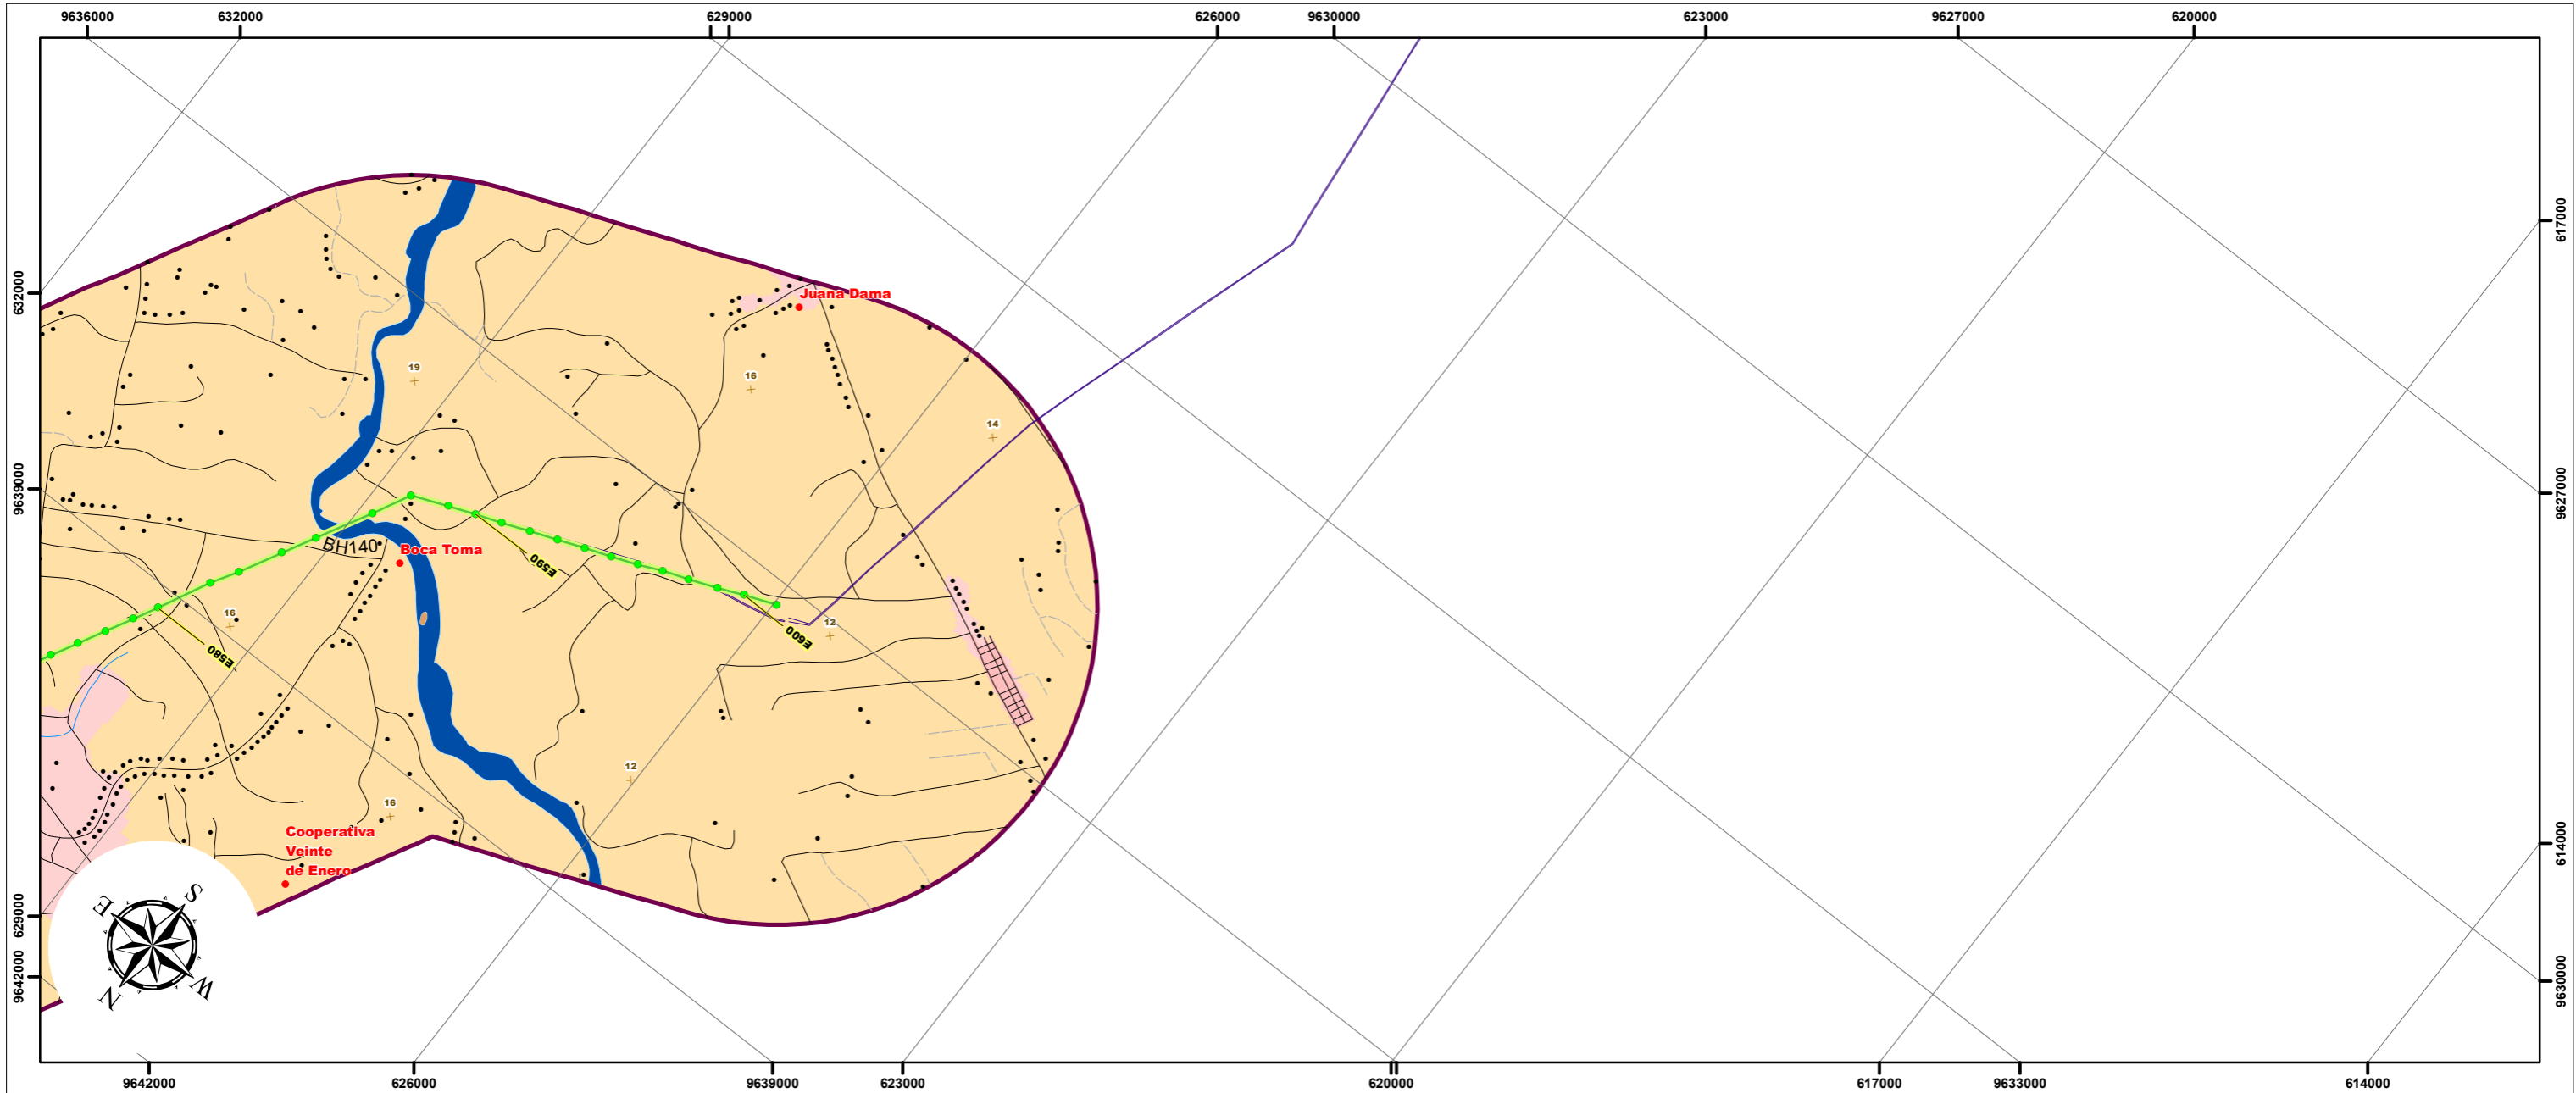 9636000 632000 629000 626000 9630000 623000 9627000 620000
617000
632000
Juana Dama
19
16
14
9639000
9627000
BH140
Boca Toma
E590
16
12
E600
E580
12
16
Cooperativa
Veinte
de Enero
614000
S
E
629000
9642000
N
W
9630000
9642000 626000 9639000 623000 620000 617000 9633000 614000